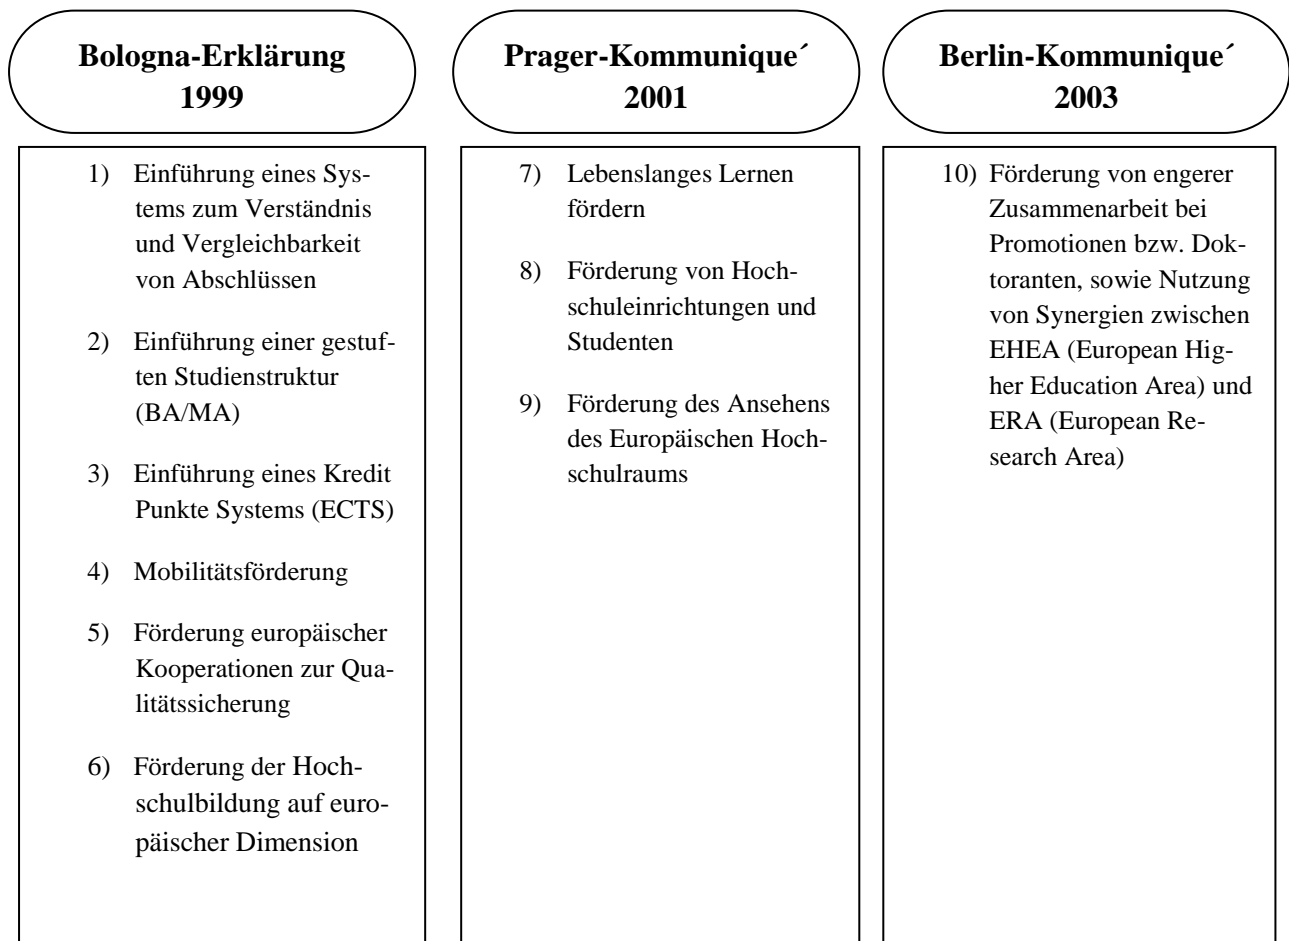 Bologna-Erklärung
1999
1) Einführung eines Sys-
tems zum Verständnis
und Vergleichbarkeit
von Abschlüssen
2) Einführung einer gestuf-
ten Studienstruktur
(BA/MA)
3) Einführung eines Kredit
Punkte Systems (ECTS)
4) Mobilitätsförderung
5) Förderung europäischer
Kooperationen zur Qua-
litätssicherung
6) Förderung der Hoch-
schulbildung auf euro-
päischer Dimension
Prager-Kommunique´
2001
7) Lebenslanges Lernen
fördern
8) Förderung von Hoch-
schuleinrichtungen und
Studenten
9) Förderung des Ansehens
des Europäischen Hoch-
schulraums
Berlin-Kommunique´
2003
10) Förderung von engerer
Zusammenarbeit bei
Promotionen bzw. Dok-
toranten, sowie Nutzung
von Synergien zwischen
EHEA (European Hig-
her Education Area) und
ERA (European Re-
search Area)